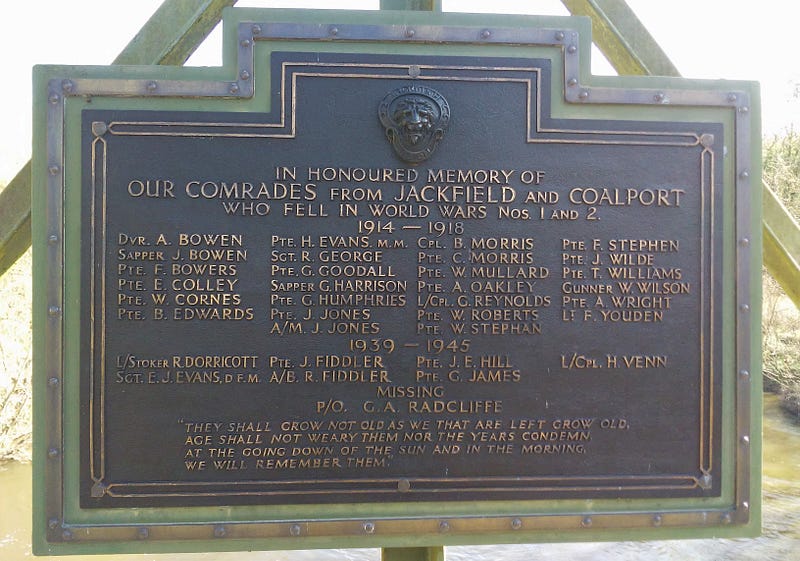 IN HONOURED MEMORY OF
OUR COMRADES FROM JACKFIELD AND COALPORT
WHO FELL IN WORLD WARS NOS. 1 AND 2.
1914 — 1918
DVR. A. BOWEN PTE. H. EVANS, M.M. CPL. B. MORRIS PTE. F. STEPHEN
SAPPER J. BOWEN SGT. R. GEORGE PTE. C. MORRIS PTE. J. WILDE
PTE. F. BOWERS PTE. G. GOODALL PTE. W. MULLARD PTE. T. WILLIAMS
PTE. E. COLLEY SAPPER G. HARRISON PTE. A. OAKLEY GUNNER W. WILSON
PTE. W. CORNES PTE. G. HUMPHRIES L/CPL. G. REYNOLDS PTE. A. WRIGHT
PTE. B. EDWARDS PTE. J. JONES PTE. W. ROBERTS LT. F. YOUDEN
A/M. J. JONES PTE. W. STEPHAN
1939 — 1945
L/STOKER R. DORRICOTT PTE. J. FIDDLER PTE. J. E. HILL L/CPL. H. VENN
SGT. E. J. EVANS, D F.M. A/B. R. FIDDLER PTE. G. JAMES
MISSING
P/O. G. A. RADCLIFFE
"THEY SHALL GROW NOT OLD AS WE THAT ARE LEFT GROW OLD,
AGE SHALL NOT WEARY THEM NOR THE YEARS CONDEMN.
AT THE GOING DOWN OF THE SUN AND IN THE MORNING,
WE WILL REMEMBER THEM."